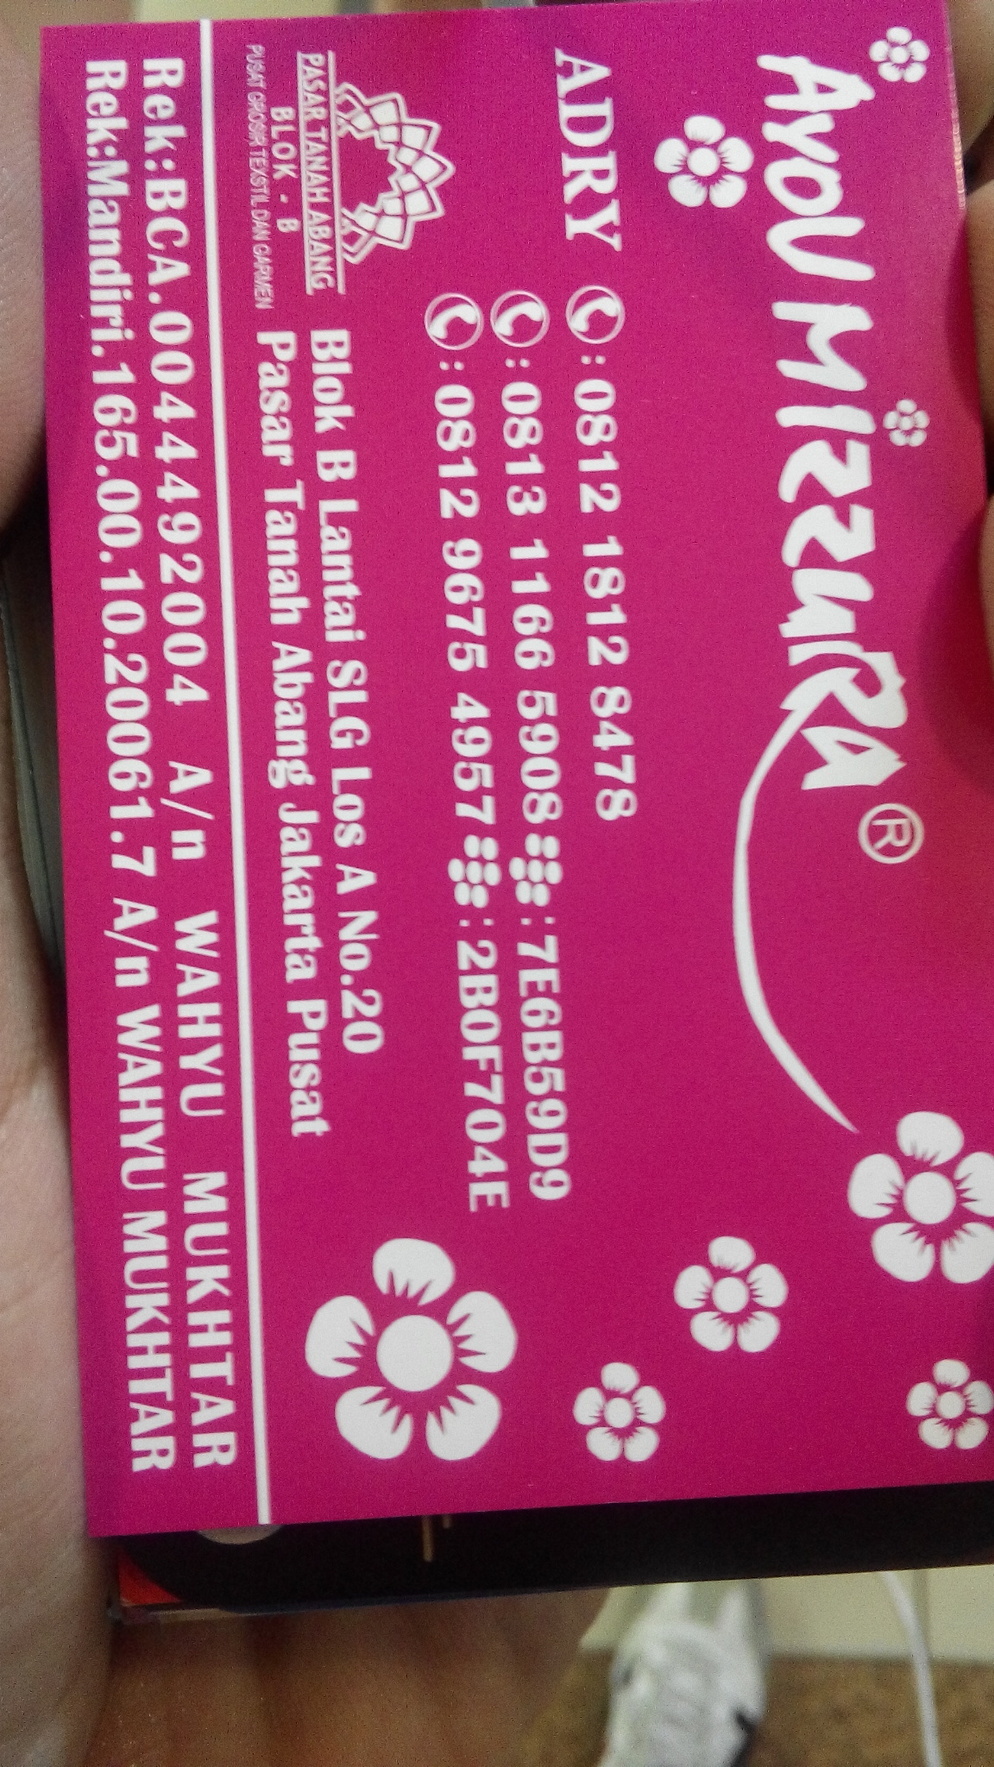 AYOU MIZZURA ®
ADRY
: 0812 1812 8478
: 0813 1166 5908 : 7E6B59D9
: 0812 9675 4957 : 2B0F704E
PASAR TANAH ABANG
BLOK - B
PUSAT GROSIR TEXSTIL DAN GARMEN
Blok B Lantai SLG Los A No.20
Pasar Tanah Abang Jakarta Pusat
Rek:BCA.0044492004 A/n WAHYU MUKHTAR
Rek:Mandiri.165.00.10.20061.7 A/n WAHYU MUKHTAR